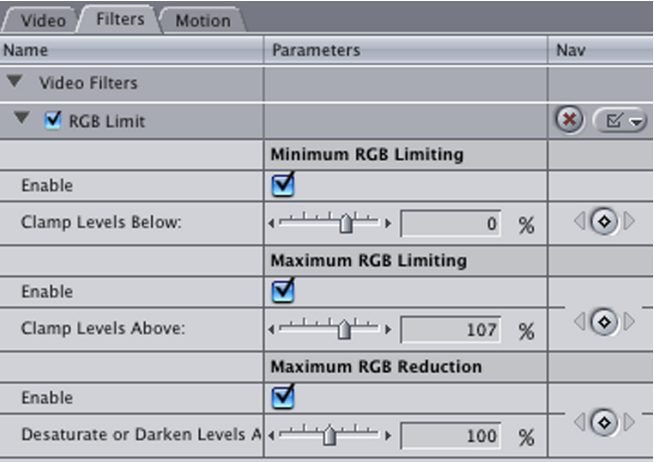 Video Filters Motion
Name Parameters Nav
Video Filters
RGB Limit
Minimum RGB Limiting
Enable
Clamp Levels Below: 0 %
Maximum RGB Limiting
Enable
Clamp Levels Above: 107 %
Maximum RGB Reduction
Enable
Desaturate or Darken Levels A 100 %